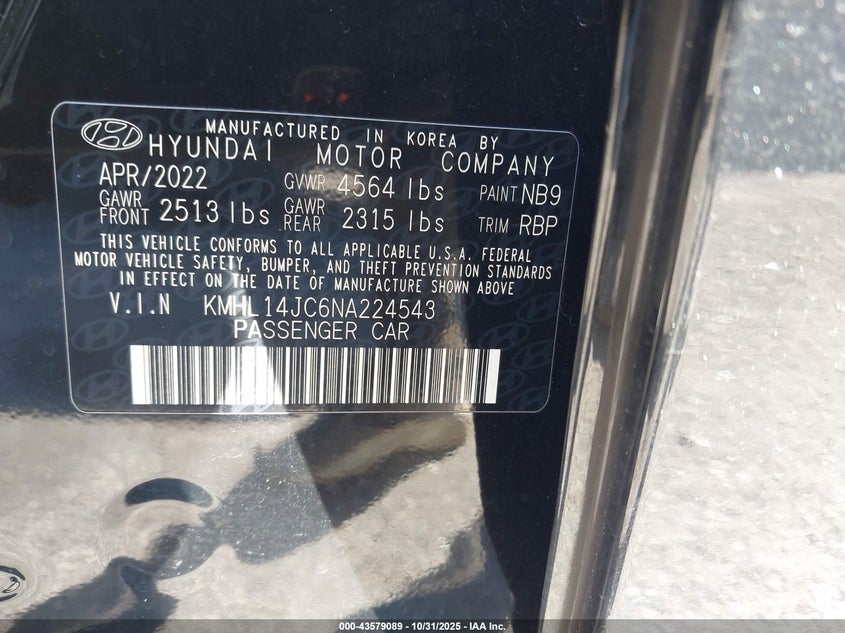 MANUFACTURED IN KOREA BY
HYUNDAI MOTOR COMPANY
APR/2022 GVWR 4564 lbs PAINT NB9
GAWR FRONT 2513 lbs GAWR REAR 2315 lbs TRIM RBP
THIS VEHICLE CONFORMS TO ALL APPLICABLE U.S.A. FEDERAL
MOTOR VEHICLE SAFETY, BUMPER, AND THEFT PREVENTION STANDARDS
IN EFFECT ON THE DATE OF MANUFACTURE SHOWN ABOVE
V.I.N KMHL14JC6NA224543
PASSENGER CAR
000-43579089 - 10/31/2025 - IAA Inc.